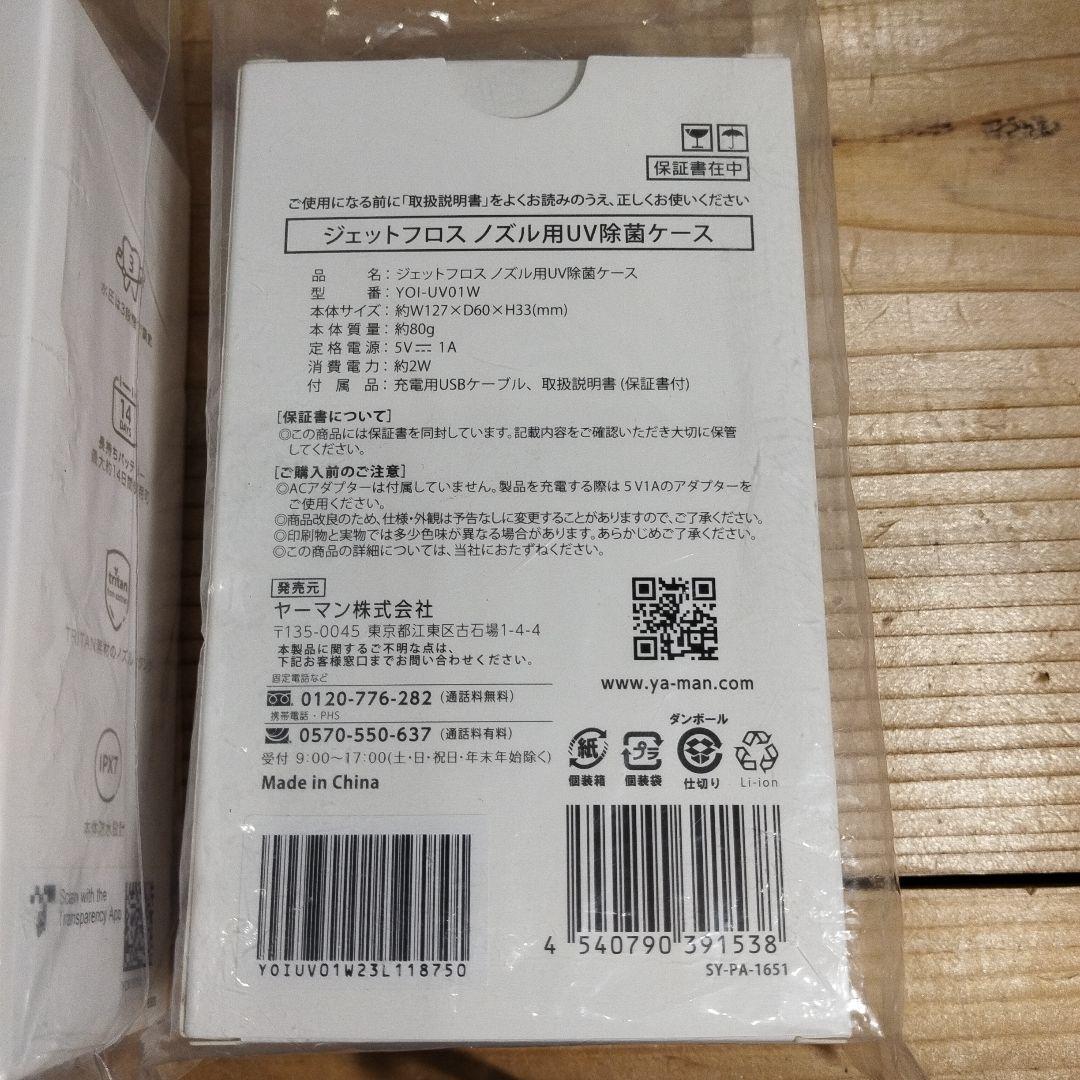 保証書在中
ご使用になる前に「取扱説明書」をよくお読みのうえ、正しくお使いください
ジェットフロス ノズル用UV除菌ケース
品名：ジェットフロス ノズル用UV除菌ケース
型番：YOI-UV01W
本体サイズ：約W127×D60×H33(mm)
本体質量：約80g
定格電源：5V⎓ 1A
消費電力：約2W
付属品：充電用USBケーブル、取扱説明書(保証書付)
[保証書について]
◎この商品には保証書を同封しています。記載内容をご確認いただき大切に保管
してください。
[ご購入前のご注意]
◎ACアダプターは付属していません。製品を充電する際は5V1Aのアダプターを
ご使用ください。
◎商品改良のため、仕様・外観は予告なしに変更することがありますので、ご了承ください。
◎印刷物と実物では多少色味が異なる場合があります。あらかじめご了承ください。
◎この商品の詳細については、当社におたずねください。
発売元
ヤーマン株式会社
〒135-0045 東京都江東区古石場1-4-4
本製品に関するご不明な点は、
下記お客様窓口までお問い合わせください。
固定電話など
0120-776-282(通話料無料)
携帯電話・PHS
0570-550-637(通話料有料)
受付 9:00〜17:00(土・日・祝日・年末年始除く)
Made in China
www.ya-man.com
ダンボール
紙
プラ
個装箱
個装袋
仕切り
Li-ion
YOIUV01W23L118750
4 540790 391538
SY-PA-1651
3
14
DAYS
長持ちバッテリー
tritan
IPX7
本体防水設計
Scan with the
Transparency App